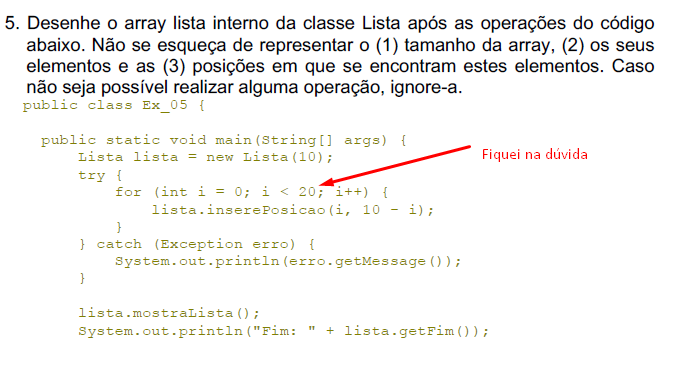 5. Desenhe o array lista interno da classe Lista após as operações do código
abaixo. Não se esqueça de representar o (1) tamanho da array, (2) os seus
elementos e as (3) posições em que se encontram estes elementos. Caso
não seja possível realizar alguma operação, ignore-a.
public class Ex_05 {
public static void main(String[] args) {
Lista lista = new Lista(10);
Fiquei na dúvida
try {
for (int i = 0; i < 20; i++) {
lista.inserePosicao(i, 10 - i);
}
} catch (Exception erro) {
System.out.println(erro.getMessage());
}
lista.mostraLista();
System.out.println("Fim: " + lista.getFim());